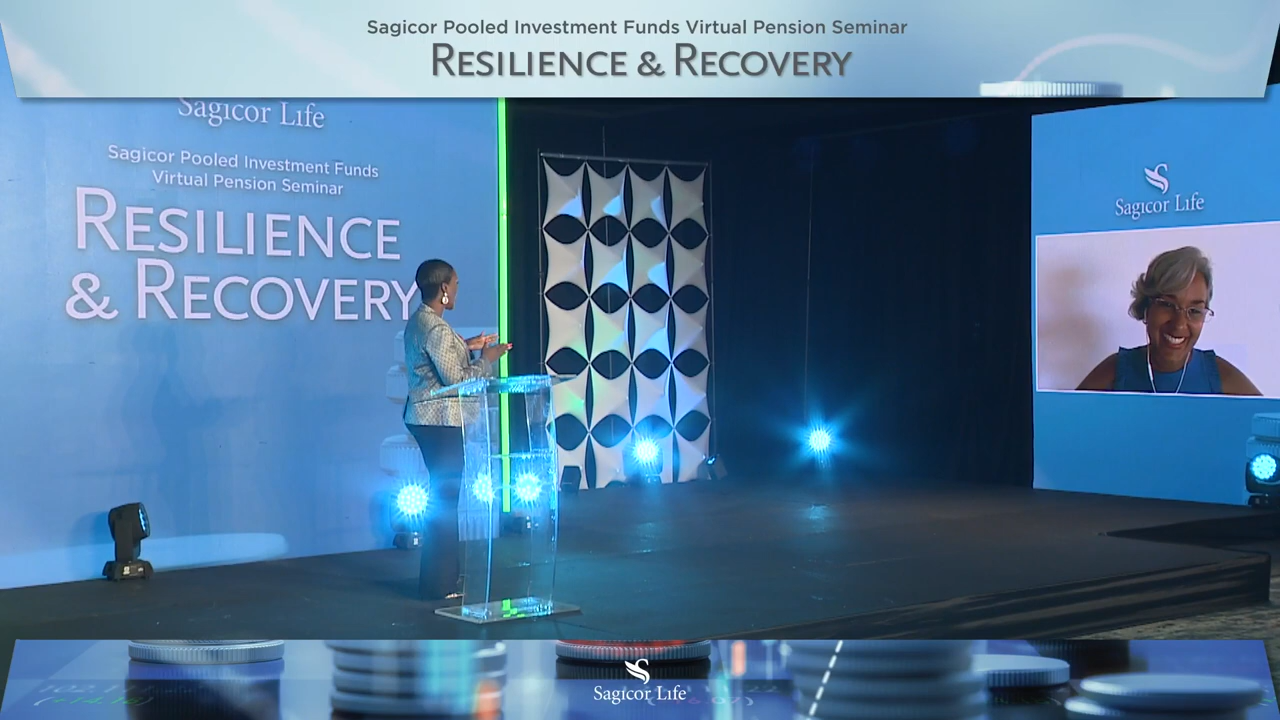 Sagicor Pooled Investment Funds Virtual Pension Seminar
RESILIENCE & RECOVERY
Sagicor Life
Sagicor Pooled Investment Funds
Virtual Pension Seminar
RESILIENCE
& RECOVERY
Sagicor Life
Sagicor Life